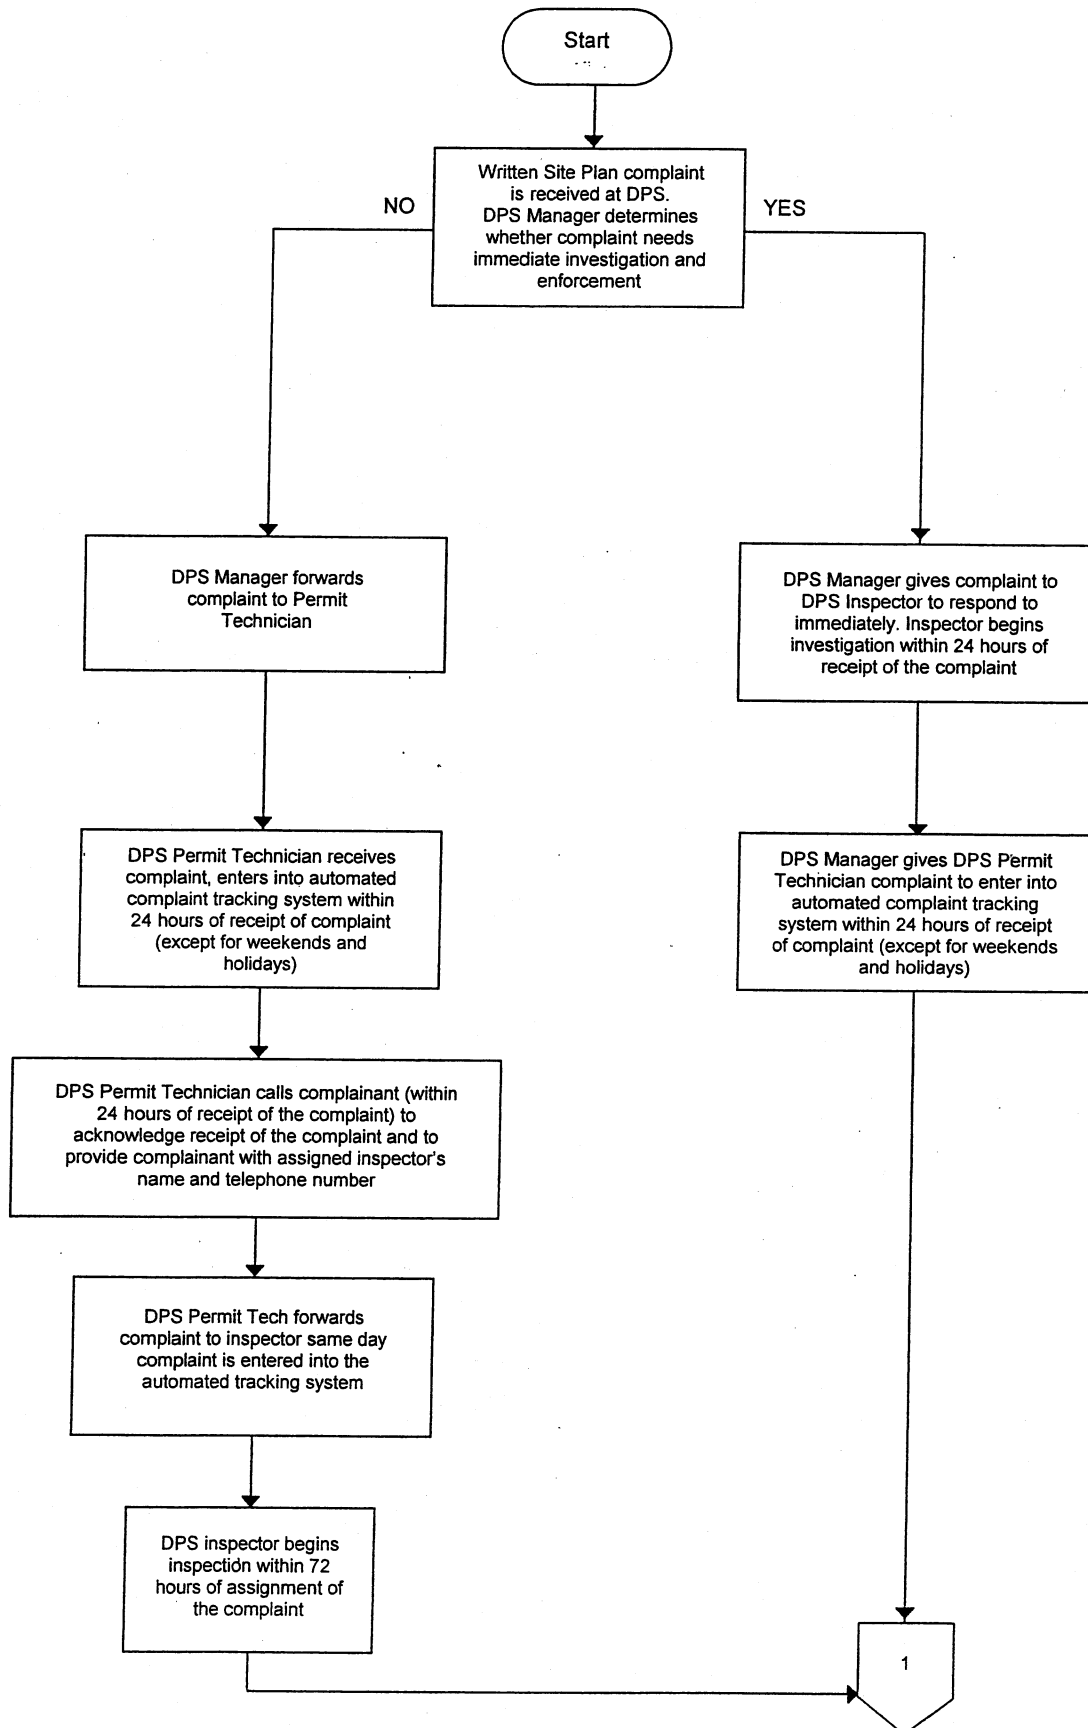 Start
Written Site Plan complaint
is received at DPS.
DPS Manager determines
whether complaint needs
immediate investigation and
enforcement
NO
YES
DPS Manager forwards
complaint to Permit
Technician
DPS Manager gives complaint to
DPS Inspector to respond to
immediately. Inspector begins
investigation within 24 hours of
receipt of the complaint
DPS Permit Technician receives
complaint, enters into automated
complaint tracking system within
24 hours of receipt of complaint
(except for weekends and
holidays)
DPS Manager gives DPS Permit
Technician complaint to enter into
automated complaint tracking
system within 24 hours of receipt
of complaint (except for weekends
and holidays)
DPS Permit Technician calls complainant (within
24 hours of receipt of the complaint) to
acknowledge receipt of the complaint and to
provide complainant with assigned inspector's
name and telephone number
DPS Permit Tech forwards
complaint to inspector same day
complaint is entered into the
automated tracking system
DPS inspector begins
inspection within 72
hours of assignment of
the complaint
1